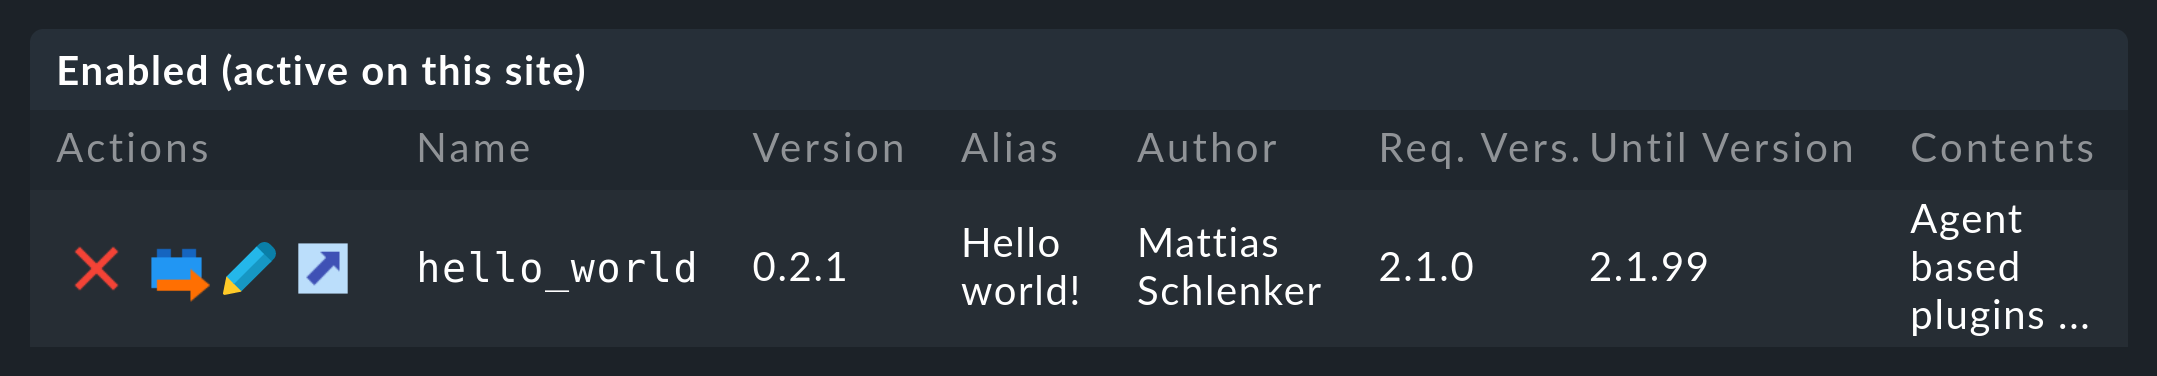 Enabled (active on this site)
Actions Name Version Alias Author Req. Vers. Until Version Contents
hello_world 0.2.1 Hello world! Mattias Schlenker 2.1.0 2.1.99 Agent based plugins ...